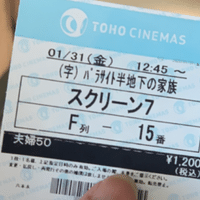 TOHO CINEMAS
01/31(金) 12:45～
(字)パラサイト半地下の家族
スクリーン7
F列 － 15番
夫婦50
¥1,200
(税込)